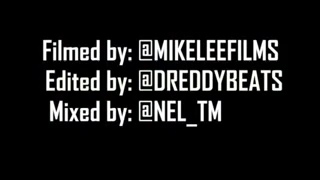 Filmed by: @MIKELEEFILMS
Edited by: @DREDDYBEATS
Mixed by: @NEL_TM